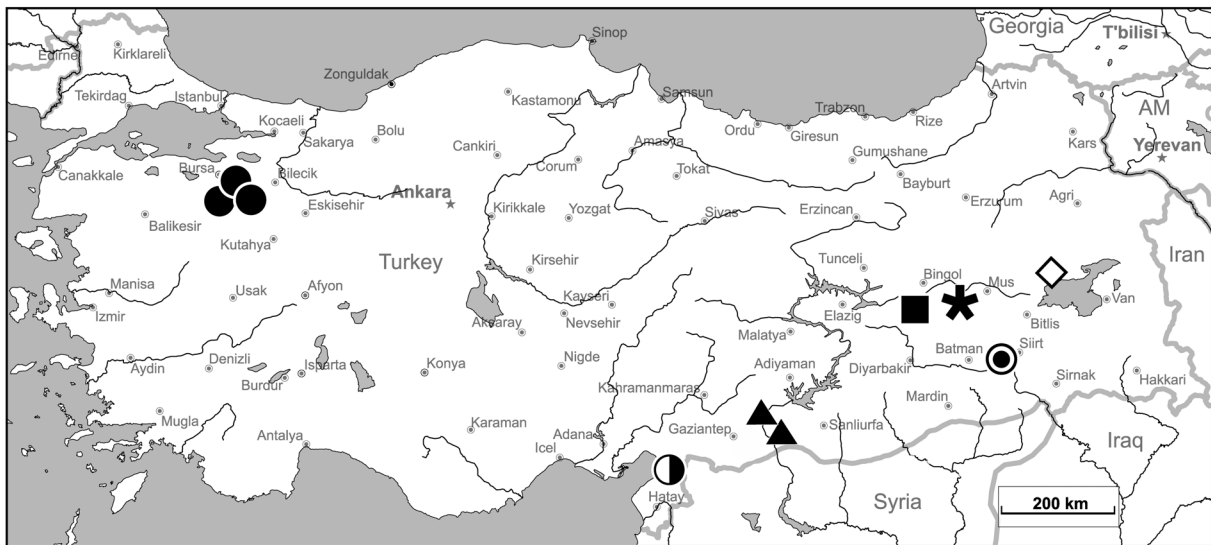 Georgia
T'bilisi
Sinop
Edirne
Kirklareli
Zonguldak
Artvin
Tekirdag
Istanbul
Kastamonu
Samsun
Trabzon
Rize
AM
Kocaeli
Sakarya
Bolu
Cankiri
Corum
Amasya
Ordu
Giresun
Gumushane
Kars
Yerevan
Canakkale
Bursa
Bilecik
Tokat
Bayburt
Ankara
Eskisehir
Kirikkale
Yozgat
Sivas
Erzincan
Erzurum
Agri
Balikesir
Kutahya
Turkey
Kirsehir
Tunceli
Iran
Manisa
Usak
Afyon
Kayseri
Bingol
Mus
Van
Izmir
Aksaray
Nevsehir
Elazig
Bitlis
Malatya
Aydin
Denizli
Isparta
Burdur
Konya
Nigde
Adiyaman
Diyarbakir
Batman
Siirt
Sirnak
Hakkari
Kahramanmaras
Mardin
Mugla
Karaman
Adana
Gaziantep
Sanliurfa
Antalya
Icel
Iraq
Hatay
Syria
200 km